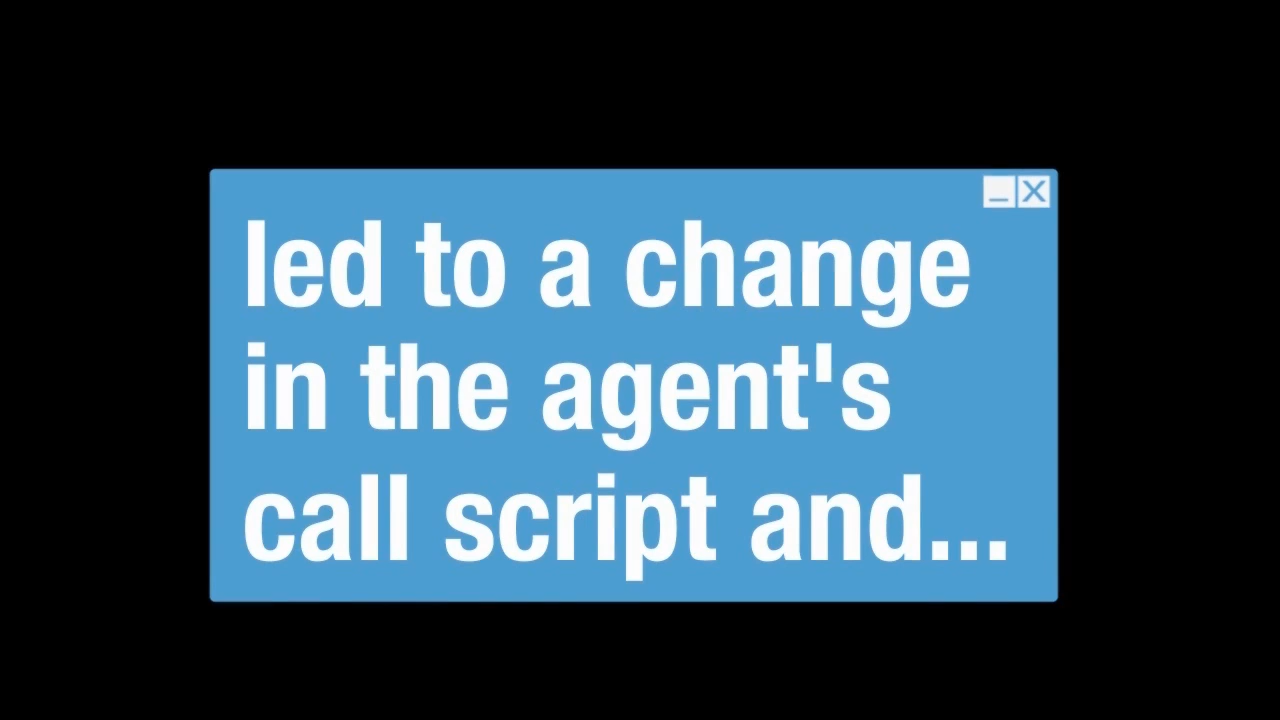 led to a change
in the agent's
call script and...